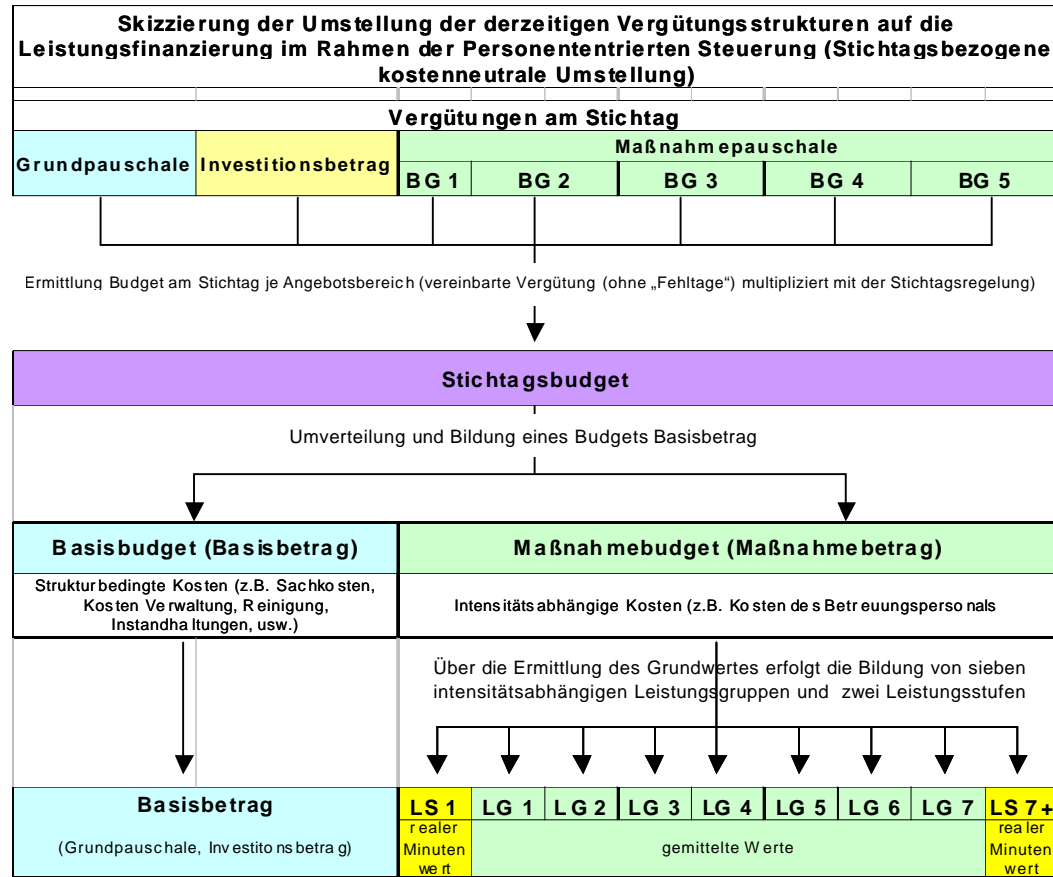 Skizzierung der Umstellung der derzeitigen Vergütungsstrukturen auf die
Leistungsfinanzierung im Rahmen der Personentrierten Steuerung (Stichtagsbezogene
kostenneutrale Umstellung)
Vergütungen am Stichtag
Grundpauschale
Investitionsbetrag
Maßnahmepauschale
BG 1
BG 2
BG 3
BG 4
BG 5
Ermittlung Budget am Stichtag je Angebotsbereich (vereinbarte Vergütung (ohne „Fehltage“) multipliziert mit der Stichtagsregelung)
Stichtagsbudget
Umverteilung und Bildung eines Budgets Basisbetrag
Basisbudget (Basisbetrag)
Maßnahmebudget (Maßnahmebetrag)
Strukturbedingte Kosten (z.B. Sachkosten,
Kosten Verwaltung, Reinigung,
Instandhaltungen, usw.)
Intensitätsabhängige Kosten (z.B. Kosten des Betreuungspersonals
Über die Ermittlung des Grundwertes erfolgt die Bildung von sieben
intensitätsabhängigen Leistungsgruppen und zwei Leistungsstufen
Basisbetrag
(Grundpauschale, Investitonsbetrag)
LS 1
LG 1
LG 2
LG 3
LG 4
LG 5
LG 6
LG 7
LS 7+
realer
Minuten
wert
gemittelte Werte
realer
Minuten
wert